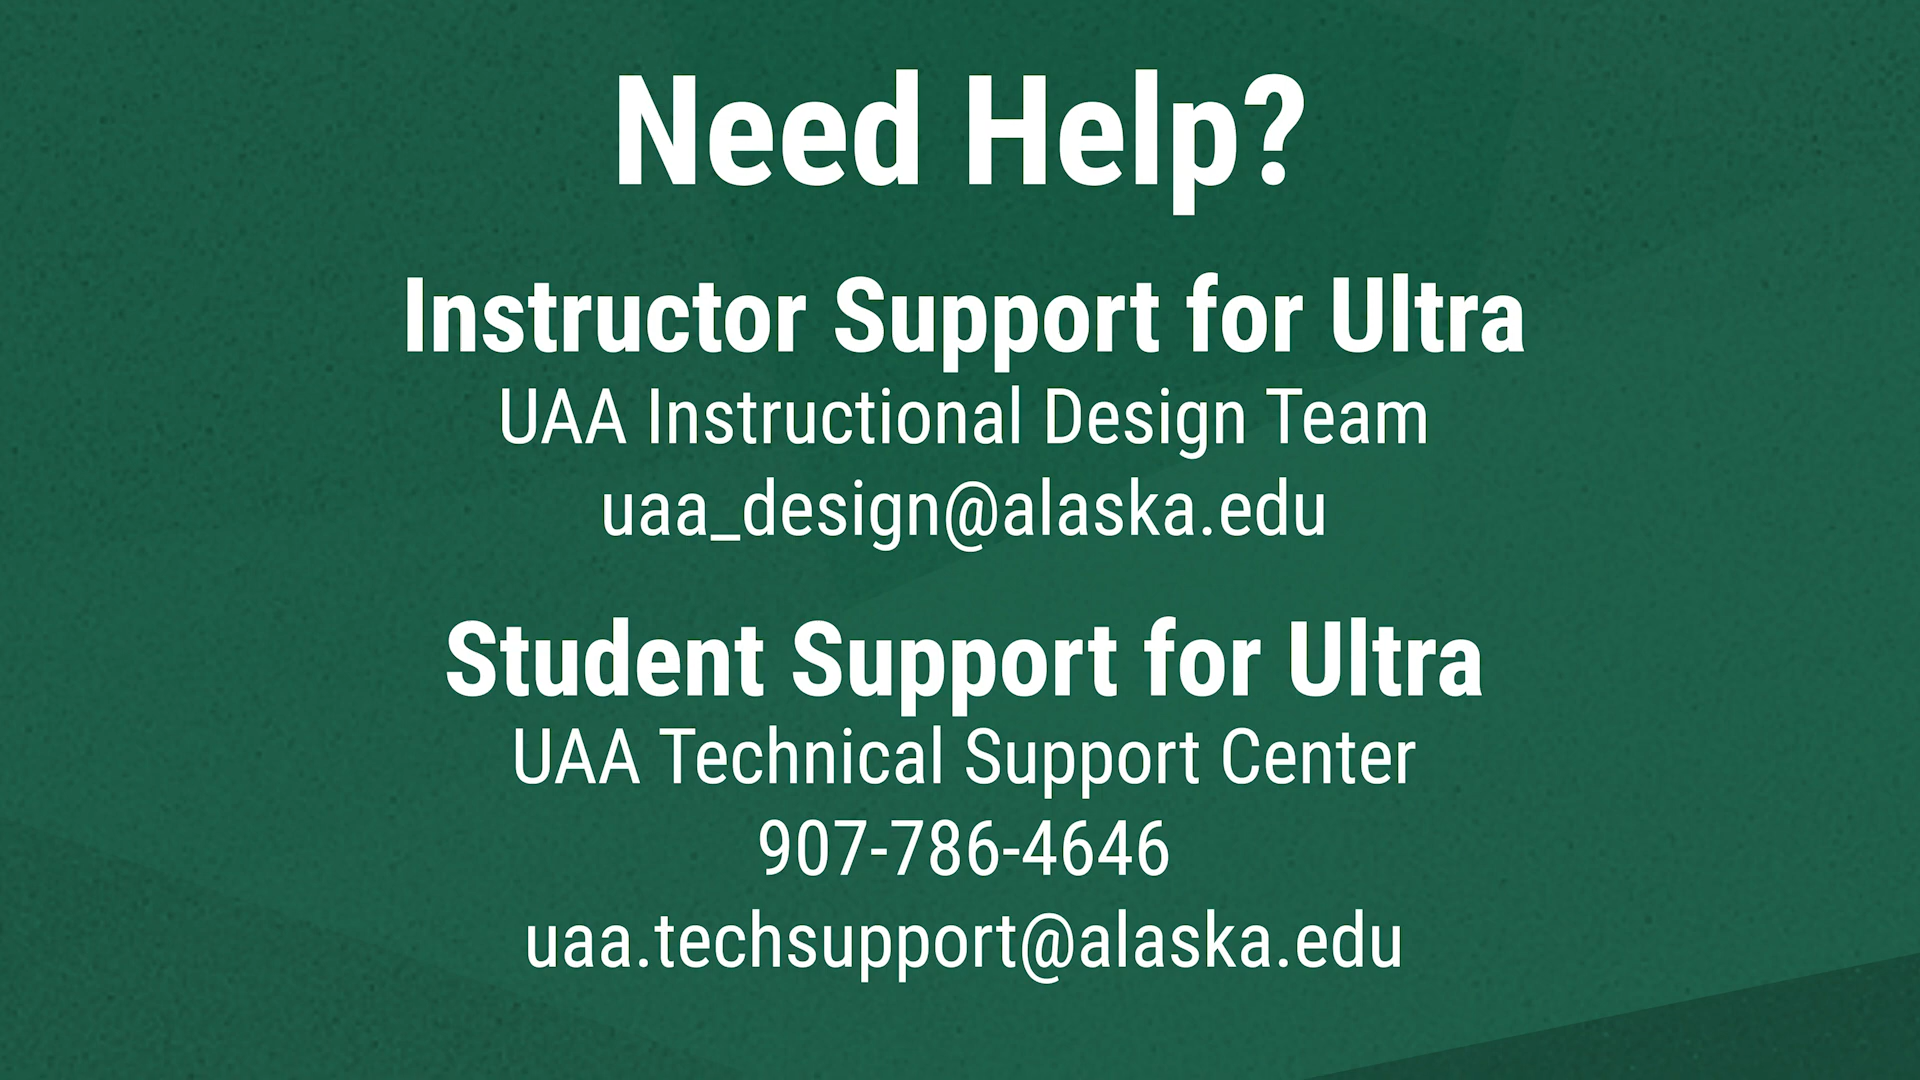 Need Help?
Instructor Support for Ultra
UAA Instructional Design Team
uaa_design@alaska.edu
Student Support for Ultra
UAA Technical Support Center
907-786-4646
uaa.techsupport@alaska.edu